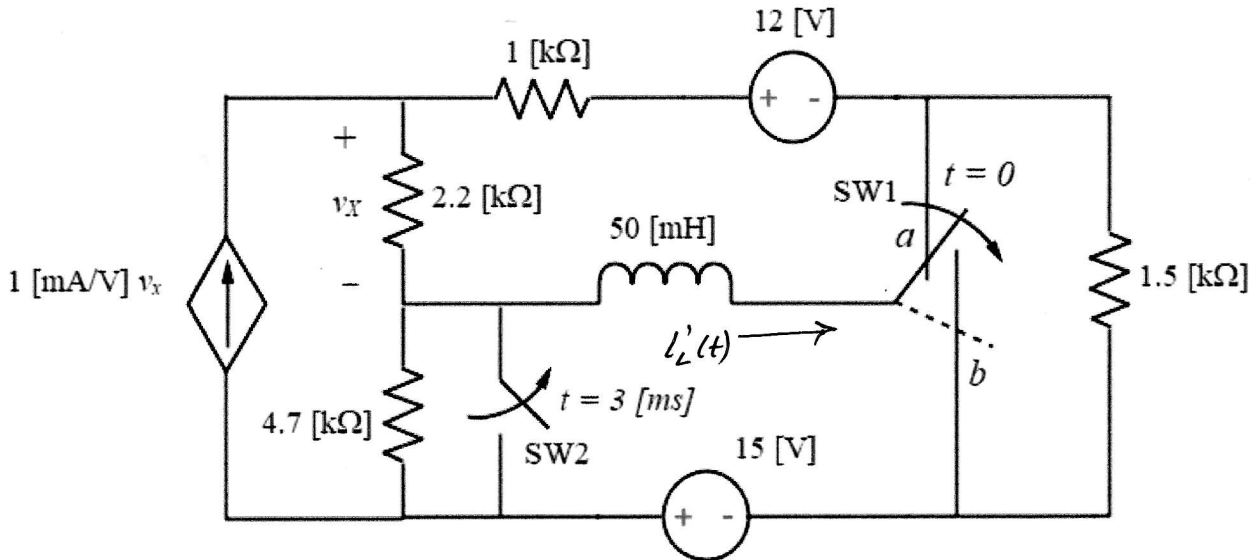 12 [V]
1 [kΩ]
+ -
+
vX
-
2.2 [kΩ]
SW1
t = 0
a
50 [mH]
1 [mA/V] vx
1.5 [kΩ]
iL(t)
b
4.7 [kΩ]
t = 3 [ms]
SW2
15 [V]
+ -